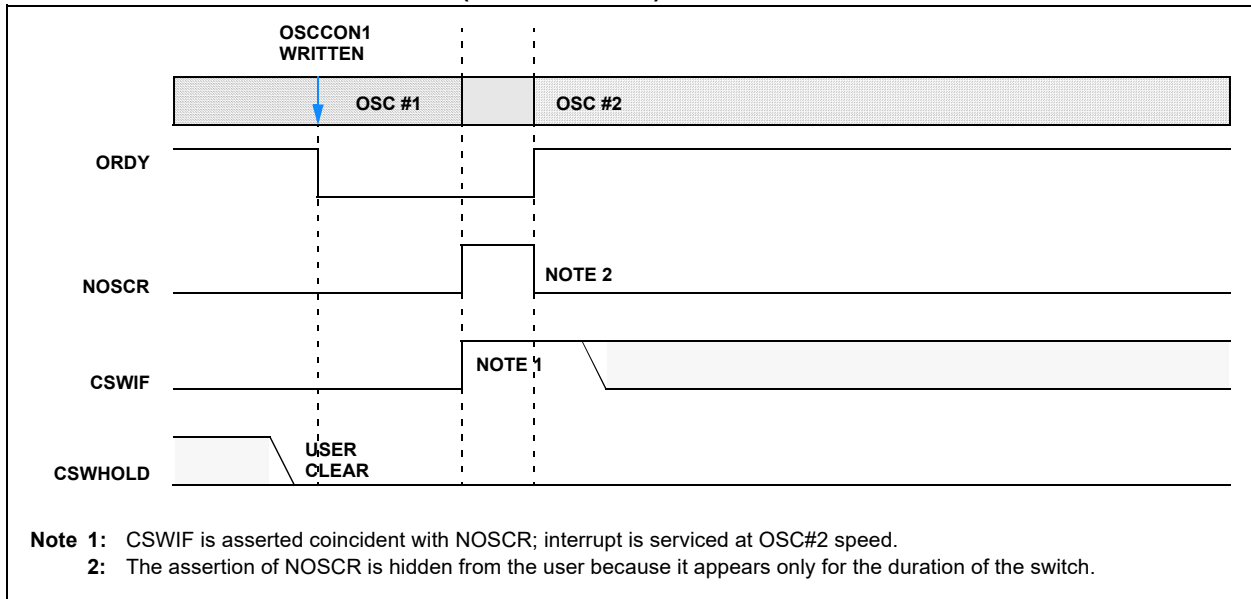 OSCCON1
WRITTEN
OSC #1
OSC #2
ORDY
NOSCR
NOTE 2
CSWIF
NOTE 1
CSWHOLD
USER
CLEAR
Note 1: CSWIF is asserted coincident with NOSCR; interrupt is serviced at OSC#2 speed.
2: The assertion of NOSCR is hidden from the user because it appears only for the duration of the switch.